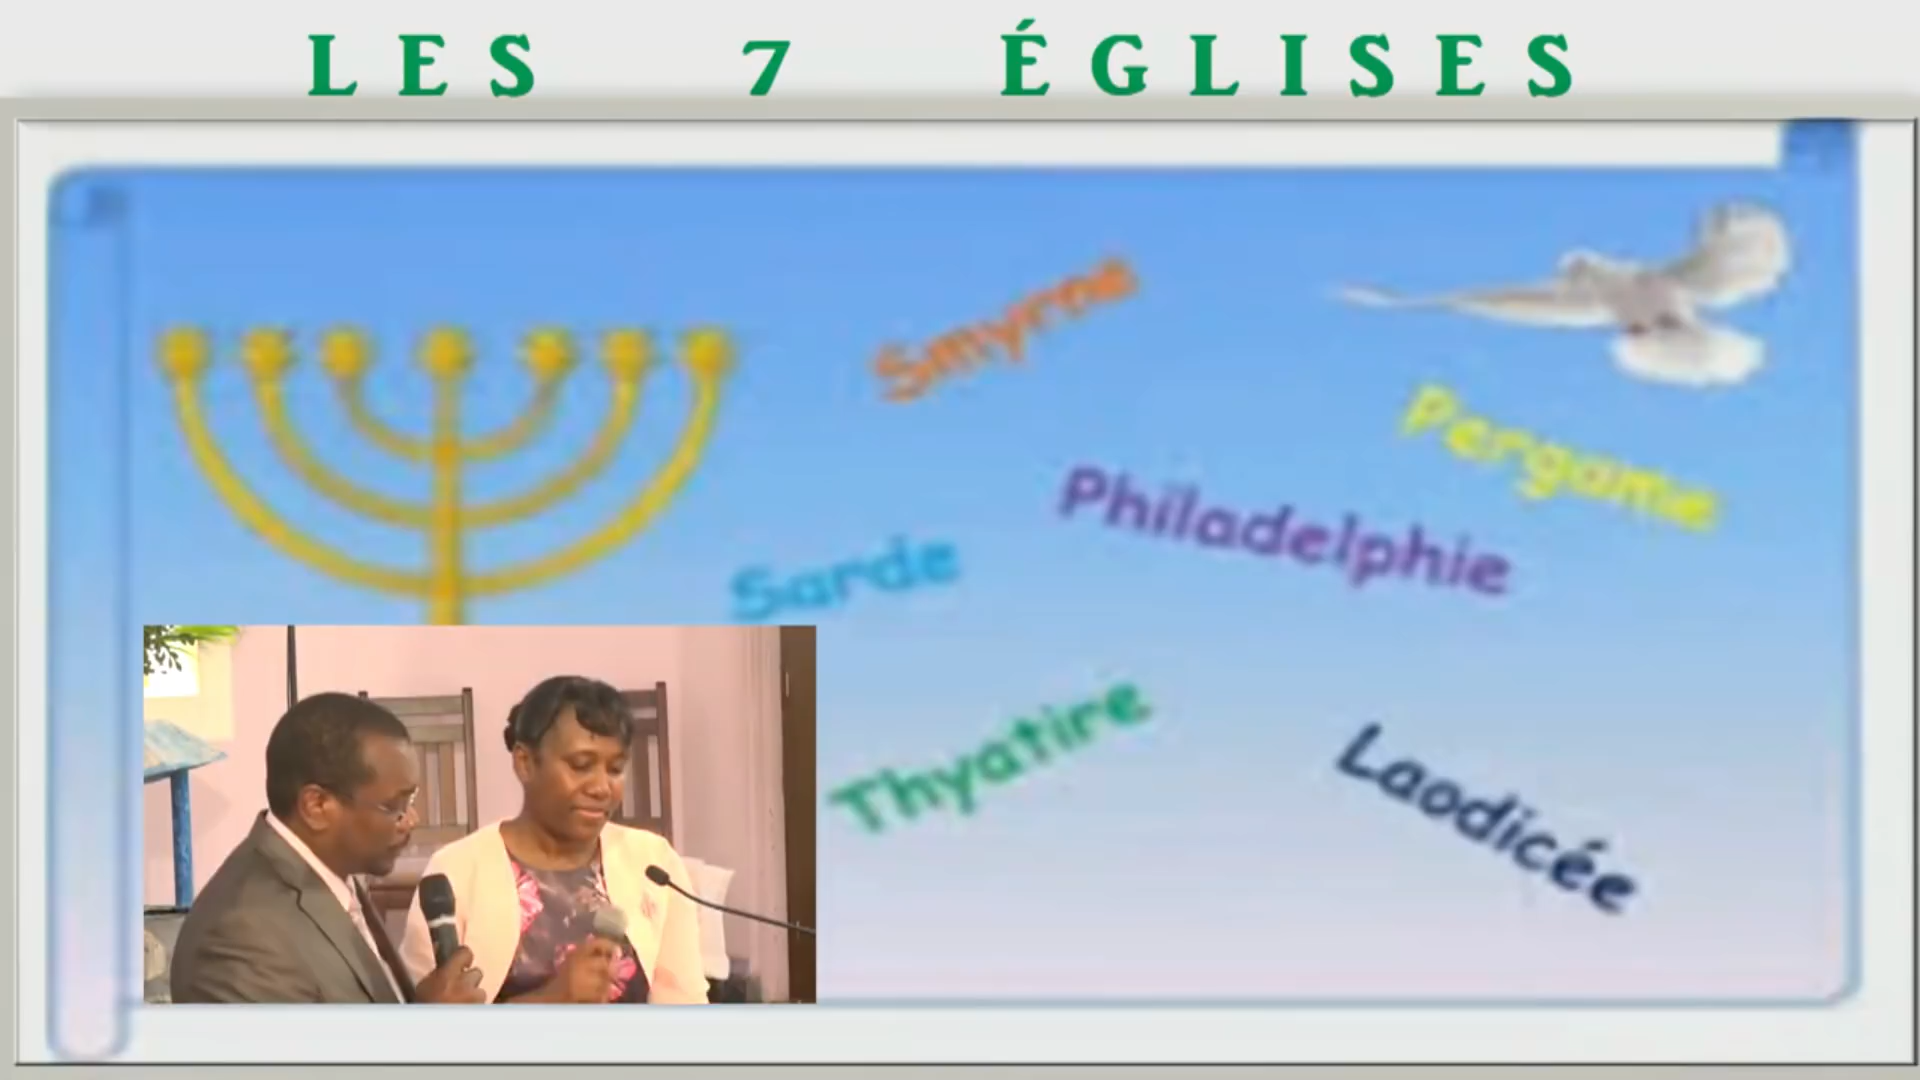 LES 7 ÉGLISES
Smyrne
Pergame
Philadelphie
Sarde
Thyatire
Laodicée